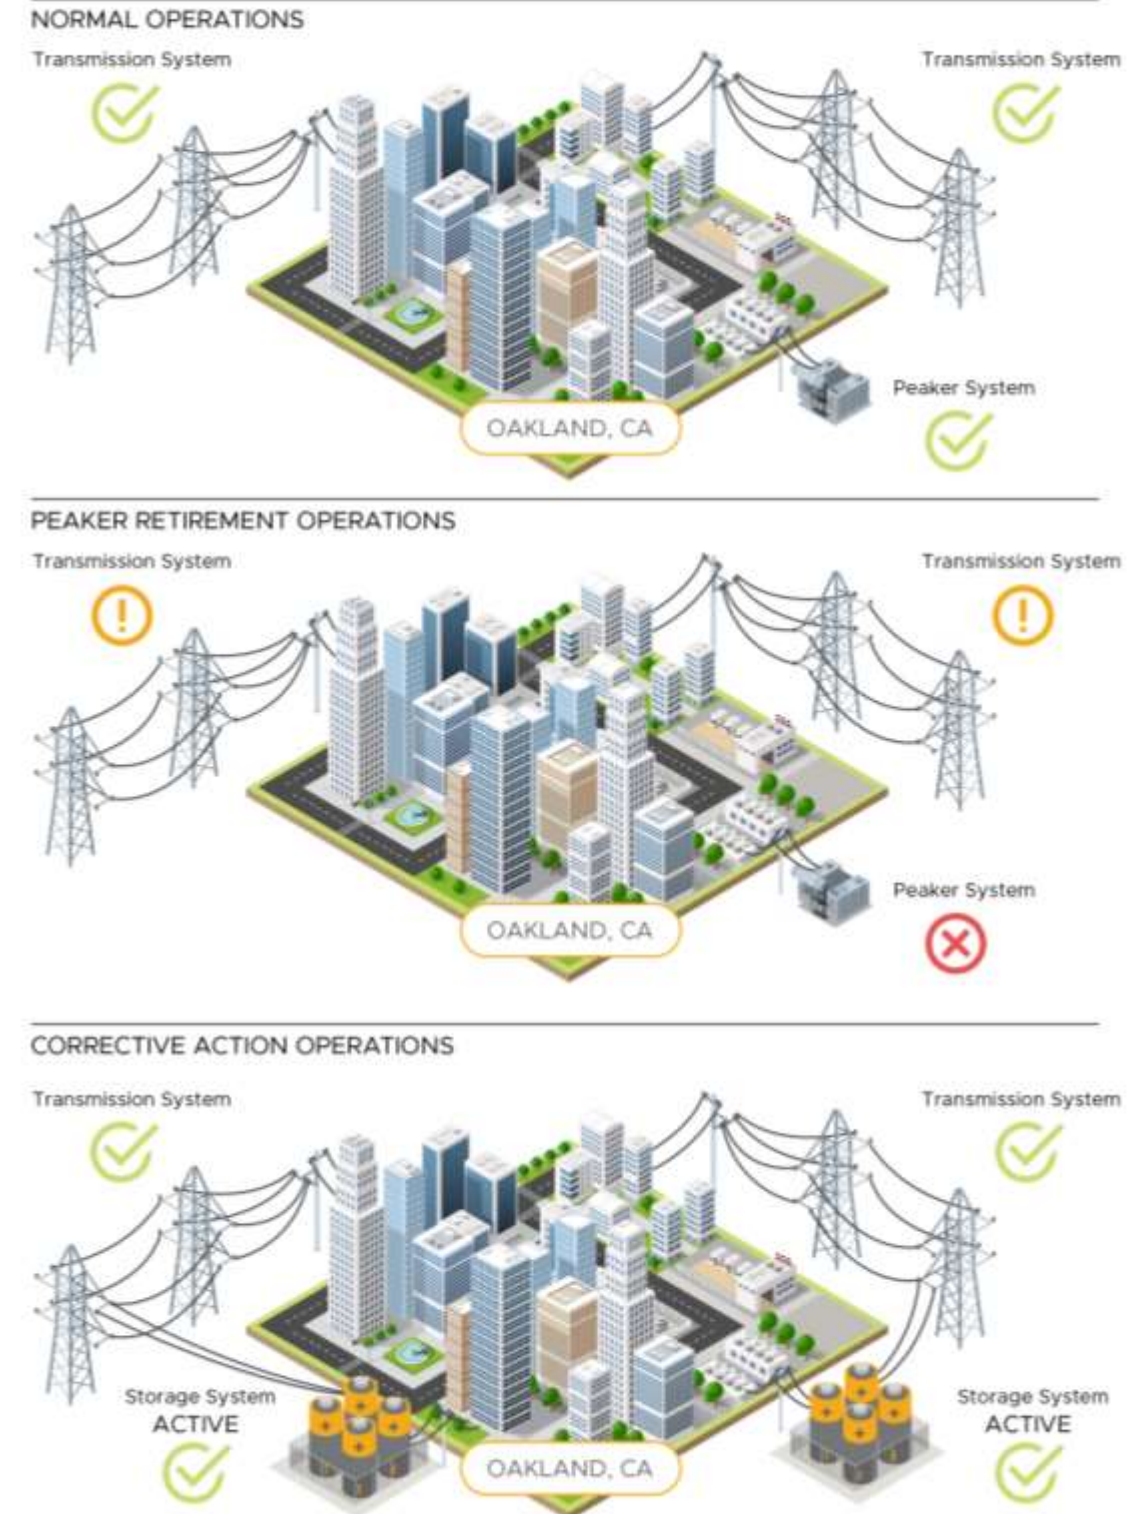 NORMAL OPERATIONS
Transmission System
Transmission System
Peaker System
OAKLAND, CA
PEAKER RETIREMENT OPERATIONS
Transmission System
Transmission System
Peaker System
OAKLAND, CA
CORRECTIVE ACTION OPERATIONS
Transmission System
Transmission System
Storage System
ACTIVE
Storage System
ACTIVE
OAKLAND, CA